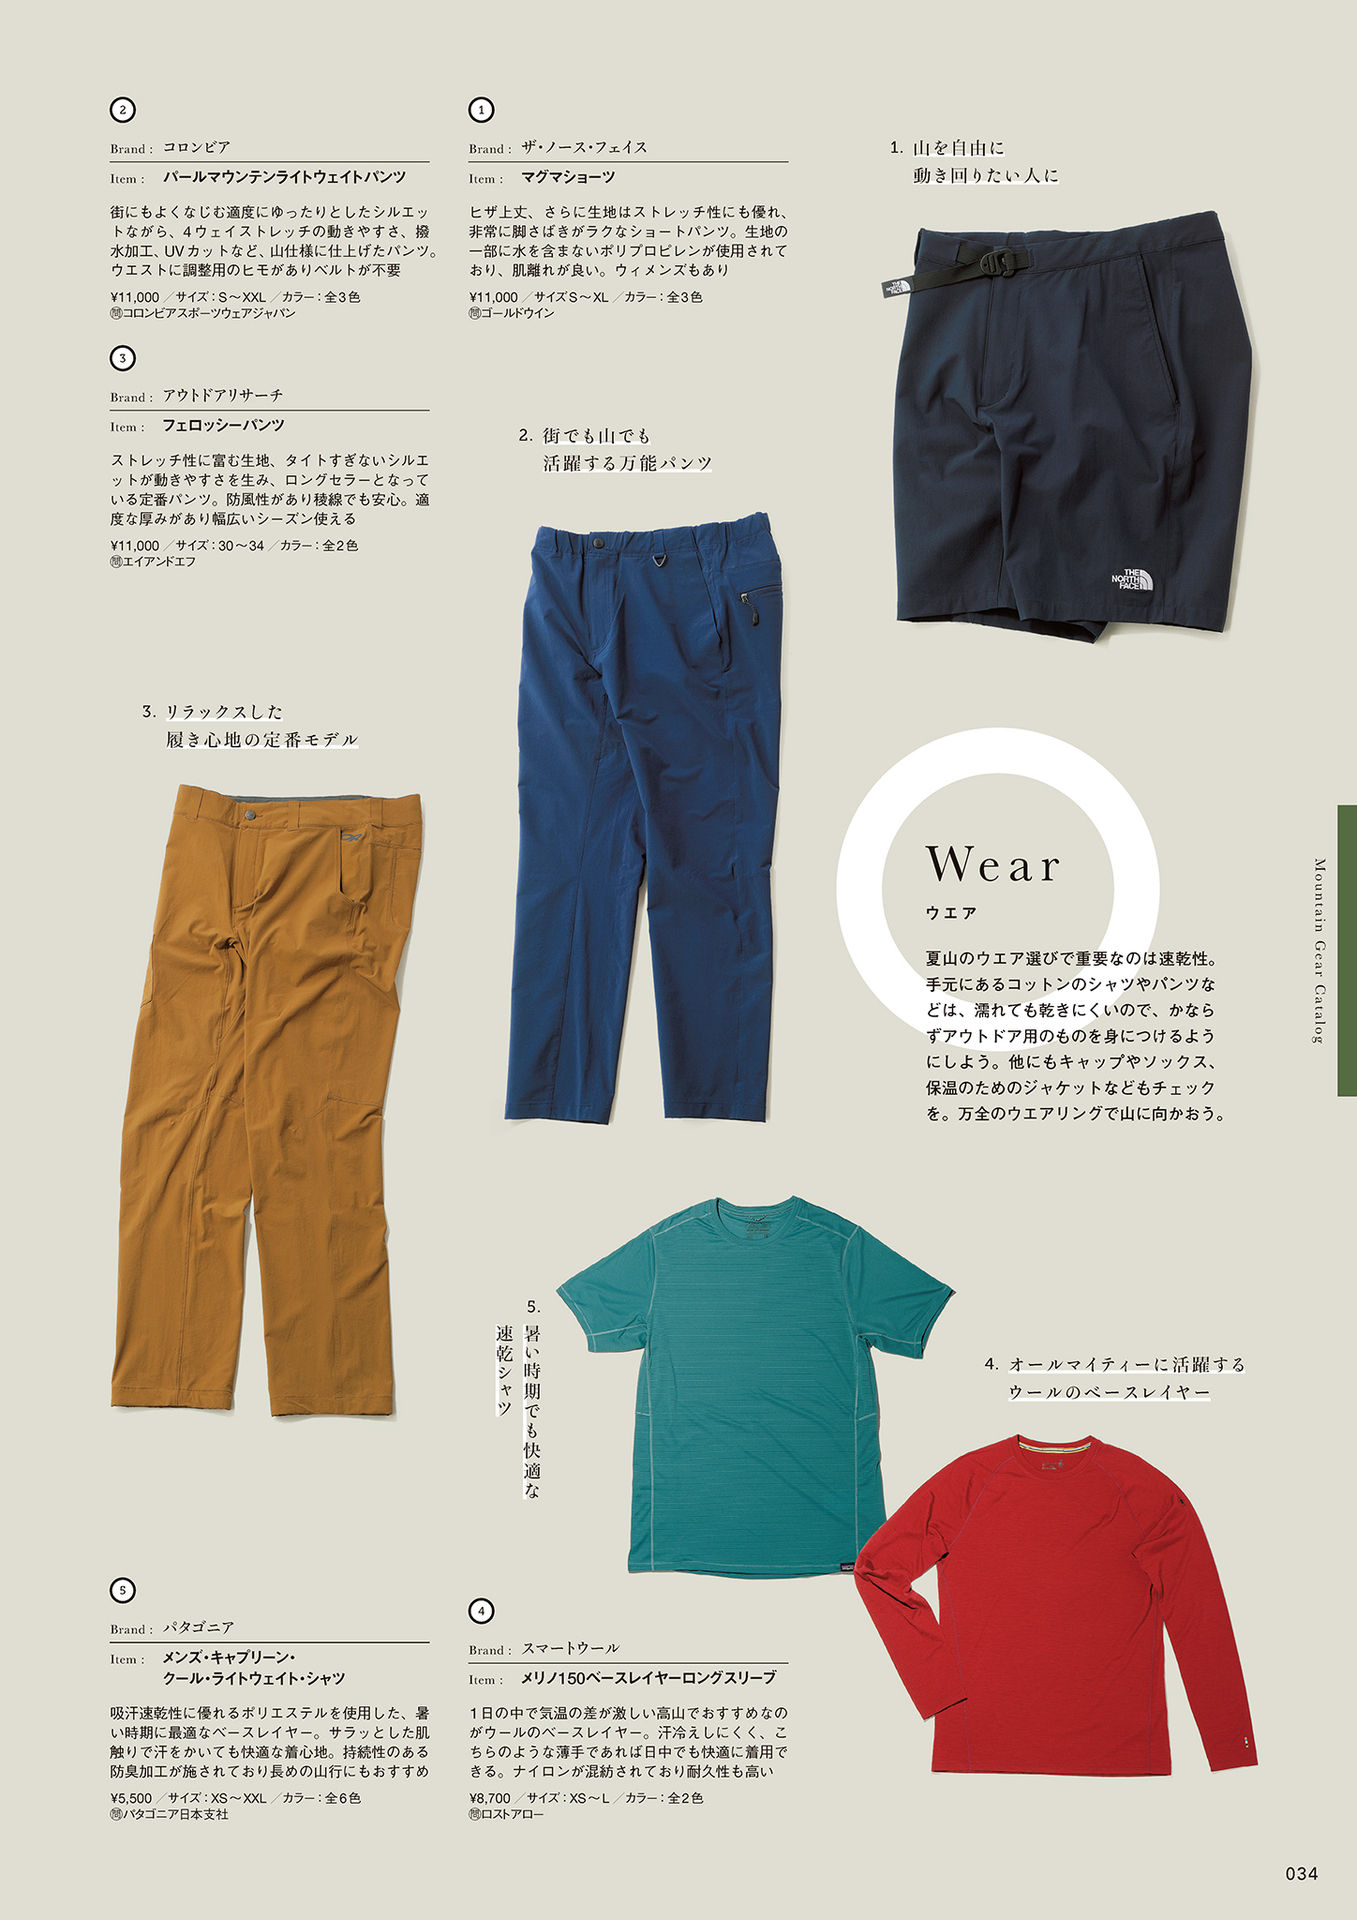 ②
Brand : コロンビア
Item : パールマウンテンライトウェイトパンツ
街にもよくなじむ適度にゆったりとしたシルエッ
トながら、4ウェイストレッチの動きやすさ、撥
水加工、UVカットなど、山仕様に仕上げたパンツ。
ウエストに調整用のヒモがありベルトが不要
¥11,000 ／サイズ：S〜XXL ／カラー：全3色
㉄コロンビアスポーツウェアジャパン
①
Brand : ザ・ノース・フェイス
Item : マグマショーツ
ヒザ上丈、さらに生地はストレッチ性にも優れ、
非常に脚さばきがラクなショートパンツ。生地の
一部に水を含まないポリプロピレンが使用されて
おり、肌離れが良い。ウィメンズもあり
¥11,000 ／サイズS〜XL ／カラー：全3色
㉄ゴールドウイン
1. 山を自由に
動き回りたい人に
THE
NORTH
FACE
THE
NORTH
FACE
③
Brand : アウトドアリサーチ
Item : フェロッシーパンツ
ストレッチ性に富む生地、タイトすぎないシルエ
ットが動きやすさを生み、ロングセラーとなって
いる定番パンツ。防風性があり稜線でも安心。適
度な厚みがあり幅広いシーズン使える
¥11,000 ／サイズ：30〜34 ／カラー：全2色
㉄エイアンドエフ
2. 街でも山でも
活躍する万能パンツ
3. リラックスした
履き心地の定番モデル
Wear
ウエア
夏山のウエア選びで重要なのは速乾性。
手元にあるコットンのシャツやパンツな
どは、濡れても乾きにくいので、かなら
ずアウトドア用のものを身につけるよう
にしよう。他にもキャップやソックス、
保温のためのジャケットなどもチェック
を。万全のウエアリングで山に向かおう。
Mountain Gear Catalog
5.
暑い時期でも快適な
速乾シャツ
4. オールマイティーに活躍する
ウールのベースレイヤー
⑤
Brand : パタゴニア
Item : メンズ・キャプリーン・
クール・ライトウェイト・シャツ
吸汗速乾性に優れるポリエステルを使用した、暑
い時期に最適なベースレイヤー。サラッとした肌
触りで汗をかいても快適な着心地。持続性のある
防臭加工が施されており長めの山行にもおすすめ
¥5,500 ／サイズ：XS〜XXL ／カラー：全6色
㉄パタゴニア日本支社
④
Brand : スマートウール
Item : メリノ150ベースレイヤーロングスリーブ
1日の中で気温の差が激しい高山でおすすめなの
がウールのベースレイヤー。汗冷えしにくく、こ
ちらのような薄手であれば日中でも快適に着用で
きる。ナイロンが混紡されており耐久性も高い
¥8,700 ／サイズ：XS〜L ／カラー：全2色
㉄ロストアロー
034